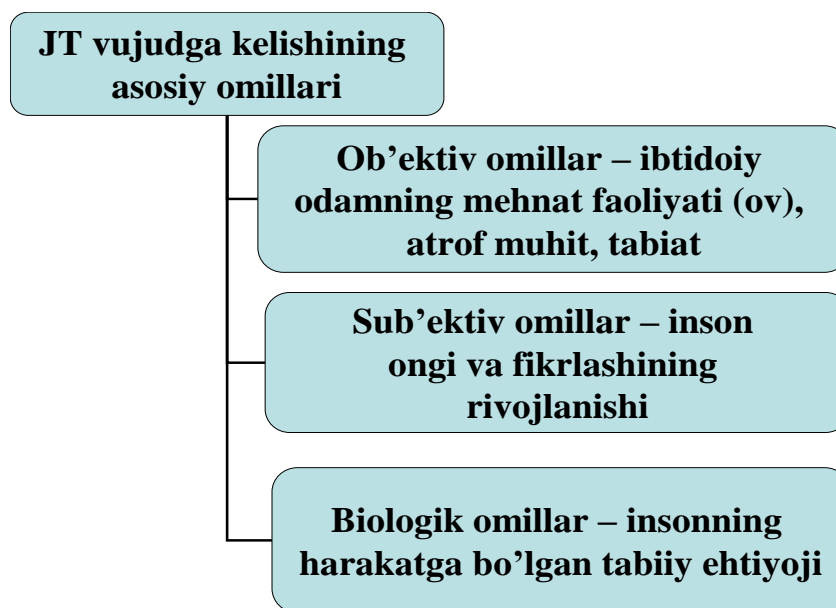 JT vujudga kelishining
asosiy omillari
Ob'ektiv omillar – ibtidoiy
odamning mehnat faoliyati (ov),
atrof muhit, tabiat
Sub'ektiv omillar – inson
ongi va fikrlashining
rivojlanishi
Biologik omillar – insonning
harakatga bo'lgan tabiiy ehtiyoji